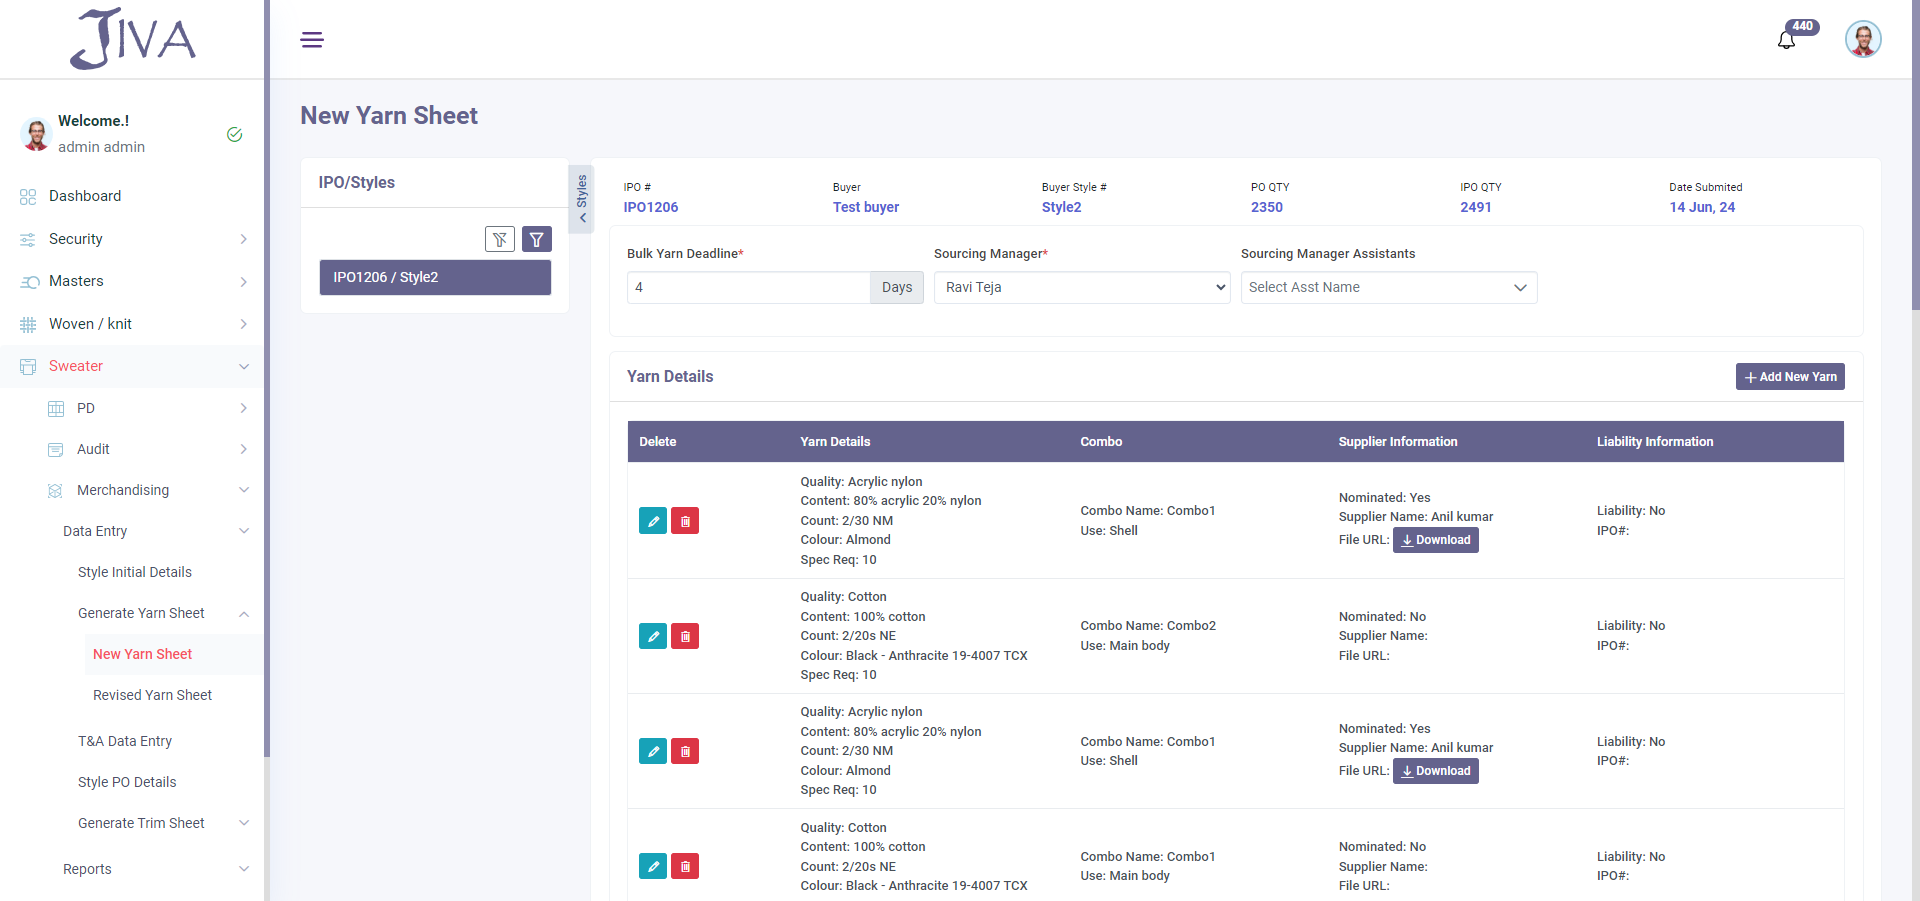 JIVA
440
Welcome.!
admin admin
Dashboard
Security
Masters
Woven / knit
Sweater
PD
Audit
Merchandising
Data Entry
Style Initial Details
Generate Yarn Sheet
New Yarn Sheet
Revised Yarn Sheet
T&A Data Entry
Style PO Details
Generate Trim Sheet
Reports
New Yarn Sheet
IPO/Styles
IPO1206 / Style2
Styles
IPO # Buyer Buyer Style # PO QTY IPO QTY Date Submited
IPO1206 Test buyer Style2 2350 2491 14 Jun, 24
Bulk Yarn Deadline* Sourcing Manager* Sourcing Manager Assistants
4 Days Ravi Teja Select Asst Name
Yarn Details
Add New Yarn
Delete Yarn Details Combo Supplier Information Liability Information
Quality: Acrylic nylon
Content: 80% acrylic 20% nylon
Count: 2/30 NM
Colour: Almond
Spec Req: 10
Combo Name: Combo1
Use: Shell
Nominated: Yes
Supplier Name: Anil kumar
File URL: Download
Liability: No
IPO#:
Quality: Cotton
Content: 100% cotton
Count: 2/20s NE
Colour: Black - Anthracite 19-4007 TCX
Spec Req: 10
Combo Name: Combo2
Use: Main body
Nominated: No
Supplier Name:
File URL:
Liability: No
IPO#:
Quality: Acrylic nylon
Content: 80% acrylic 20% nylon
Count: 2/30 NM
Colour: Almond
Spec Req: 10
Combo Name: Combo1
Use: Shell
Nominated: Yes
Supplier Name: Anil kumar
File URL: Download
Liability: No
IPO#:
Quality: Cotton
Content: 100% cotton
Count: 2/20s NE
Colour: Black - Anthracite 19-4007 TCX
Combo Name: Combo1
Use: Main body
Nominated: No
Supplier Name:
File URL:
Liability: No
IPO#: